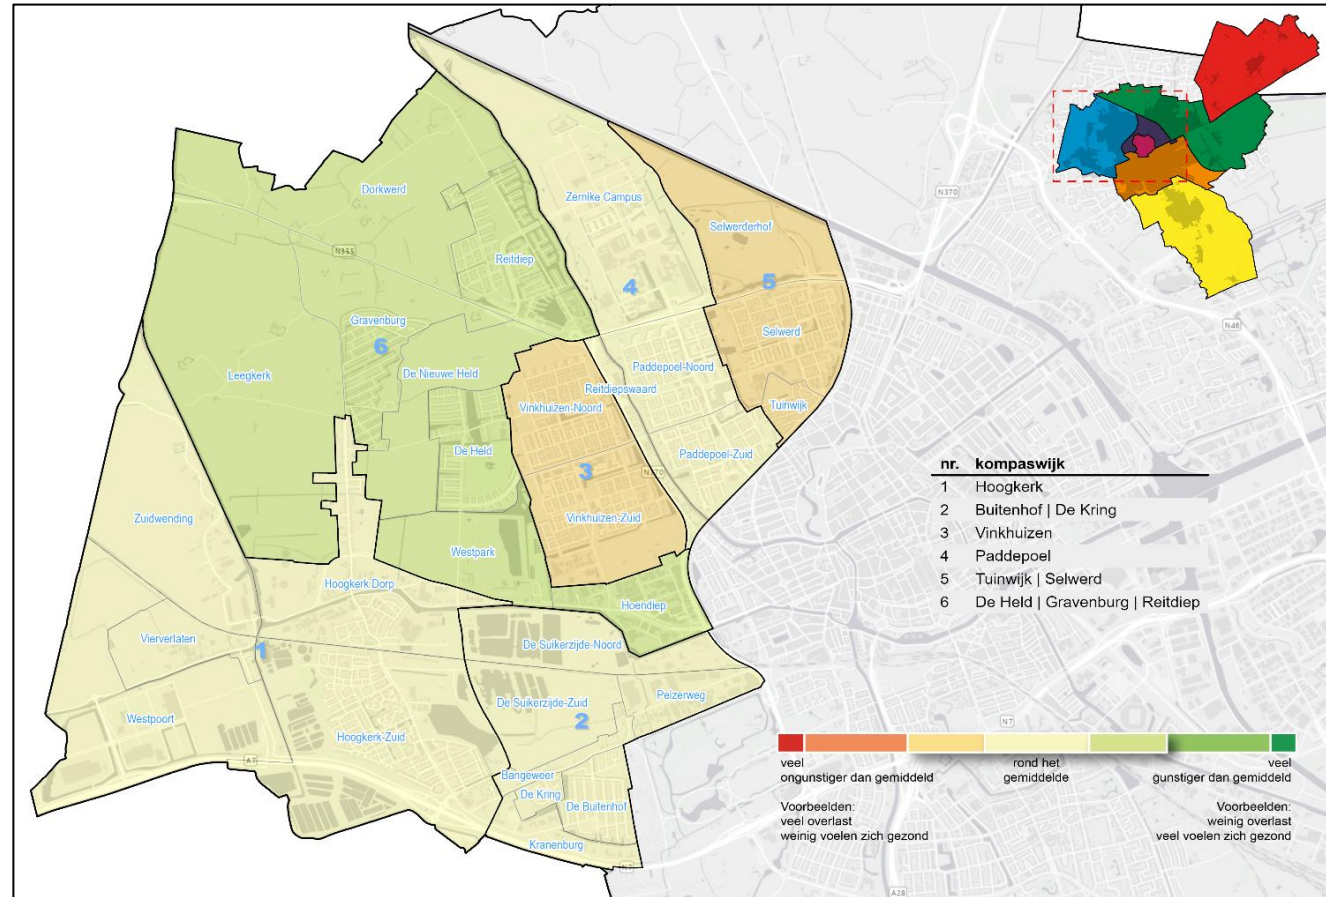 Dorkwerd
Zernike Campus
N370
Selwerderhof
N355
Reitdiep
5
4
Gravenburg
6
Selwerd
N46
Leegkerk
De Nieuwe Held
Paddepoel-Noord
Reitdiepswaard
Vinkhuizen-Noord
Tuinwijk
De Held
Paddepoel-Zuid
3
N370
Zuidwending
Vinkhuizen-Zuid
Westpark
Hoogkerk Dorp
Hoendiep
Vierverlaten
1
De Suikerzijde-Noord
De Suikerzijde-Zuid
Peizerweg
Westpoort
2
Hoogkerk-Zuid
A7
N7
Bangeweer
De Kring
De Buitenhof
Kranenburg
A28
nr. kompaswijk
1 Hoogkerk
2 Buitenhof | De Kring
3 Vinkhuizen
4 Paddepoel
5 Tuinwijk | Selwerd
6 De Held | Gravenburg | Reitdiep
veel
ongunstiger dan gemiddeld
rond het
gemiddelde
veel
gunstiger dan gemiddeld
Voorbeelden:
veel overlast
weinig voelen zich gezond
Voorbeelden:
weinig overlast
veel voelen zich gezond